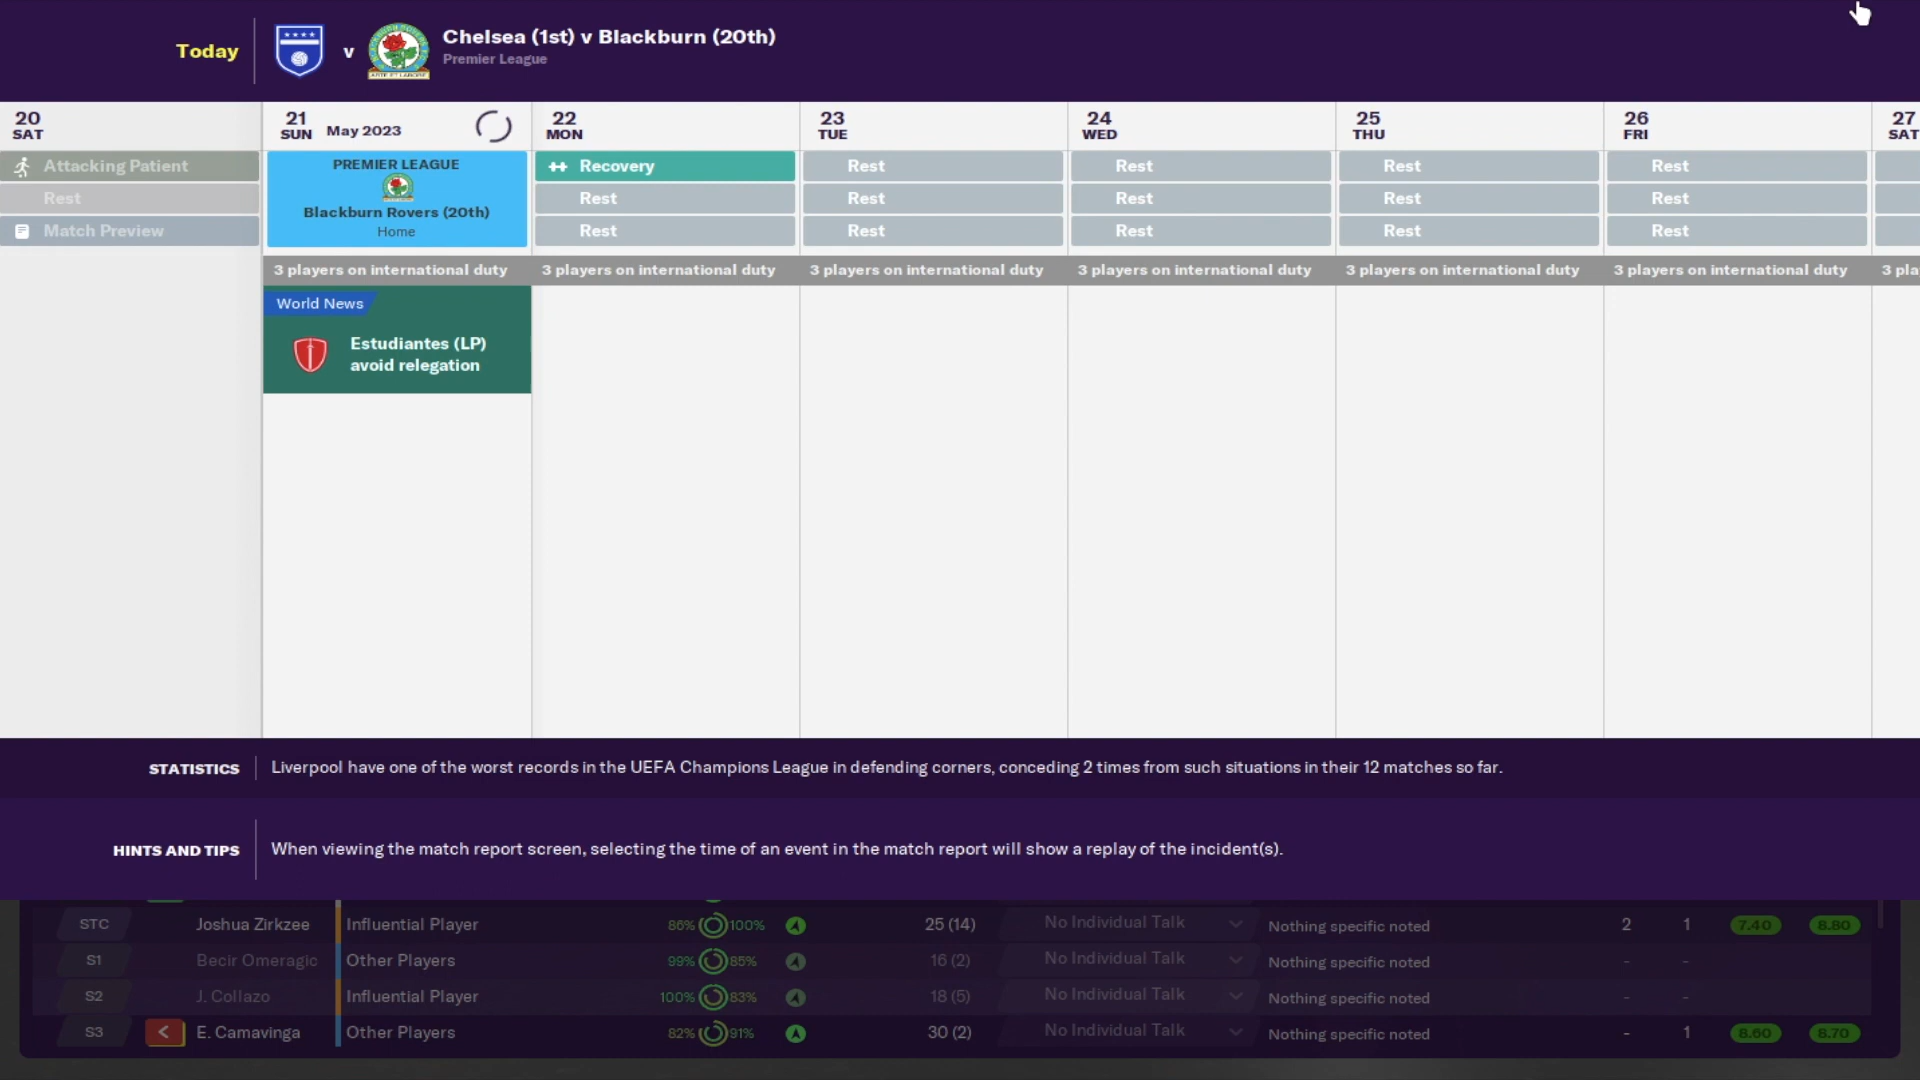 Today
v
Chelsea (1st) v Blackburn (20th)
Premier League
ARTE ET LABORE
20 SAT
21 SUN May 2023
22 MON
23 TUE
24 WED
25 THU
26 FRI
27 SAT
Attacking Patient
Rest
Match Preview
PREMIER LEAGUE
Blackburn Rovers (20th)
Home
Recovery
Rest
Rest
Rest
Rest
Rest
Rest
Rest
Rest
Rest
Rest
Rest
Rest
Rest
Rest
3 players on international duty
3 players on international duty
3 players on international duty
3 players on international duty
3 players on international duty
3 players on international duty
3 pla
World News
Estudiantes (LP)
avoid relegation
STATISTICS
Liverpool have one of the worst records in the UEFA Champions League in defending corners, conceding 2 times from such situations in their 12 matches so far.
HINTS AND TIPS
When viewing the match report screen, selecting the time of an event in the match report will show a replay of the incident(s).
STC Joshua Zirkzee Influential Player 86% 100% 25 (14) No Individual Talk Nothing specific noted 2 1 7.40 8.80
S1 Becir Omeragic Other Players 99% 85% 16 (2) No Individual Talk Nothing specific noted - -
S2 J. Collazo Influential Player 100% 83% 18 (5) No Individual Talk Nothing specific noted - -
S3 E. Camavinga Other Players 82% 91% 30 (2) No Individual Talk Nothing specific noted - 1 8.60 8.70